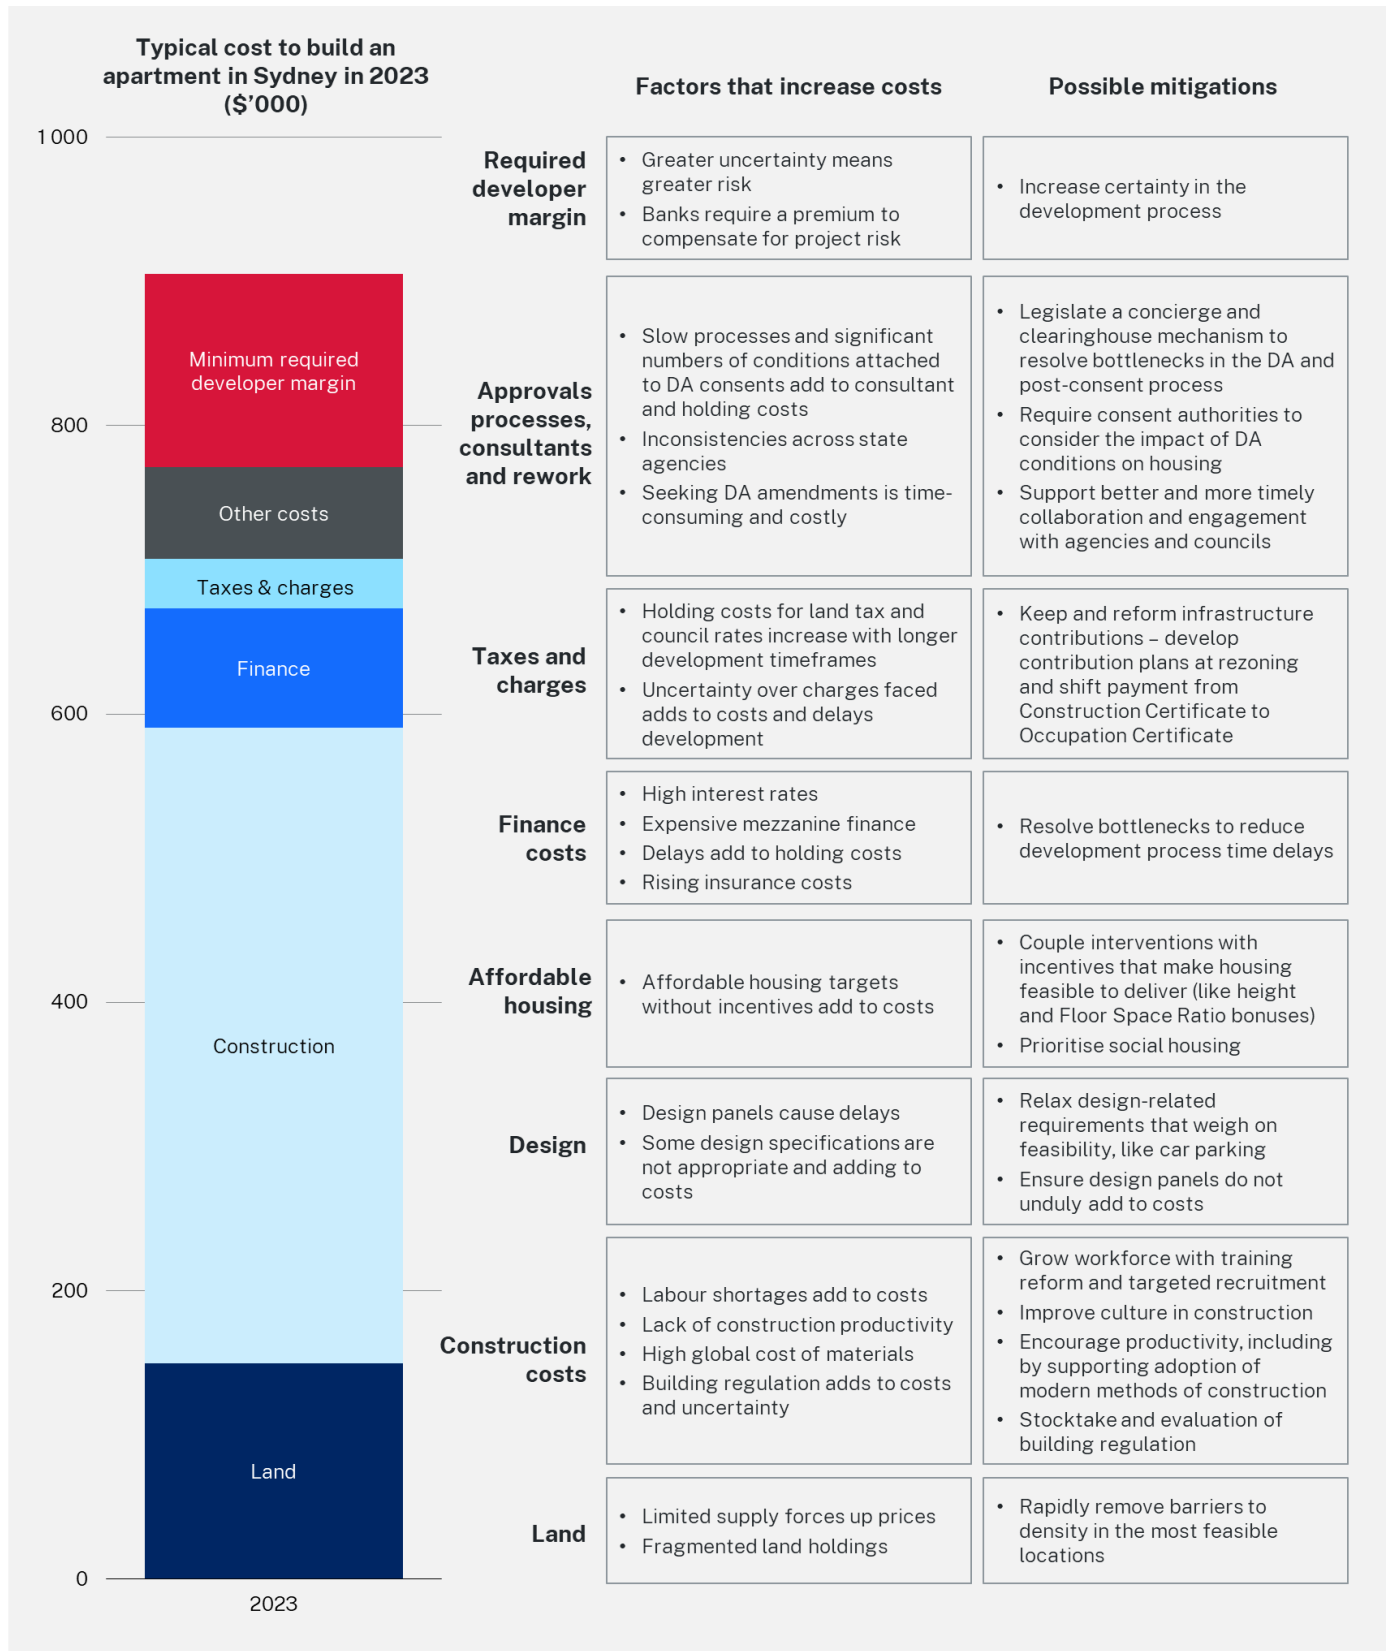 Typical cost to build an
apartment in Sydney in 2023
($’000)
1 000
800
600
400
200
0
Minimum required
developer margin
Other costs
Taxes & charges
Finance
Construction
Land
2023
Factors that increase costs
Possible mitigations
Required
developer
margin
• Greater uncertainty means
greater risk
• Banks require a premium to
compensate for project risk
• Increase certainty in the
development process
Approvals
processes,
consultants
and rework
• Slow processes and significant
numbers of conditions attached
to DA consents add to consultant
and holding costs
• Inconsistencies across state
agencies
• Seeking DA amendments is time-
consuming and costly
• Legislate a concierge and
clearinghouse mechanism to
resolve bottlenecks in the DA and
post-consent process
• Require consent authorities to
consider the impact of DA
conditions on housing
• Support better and more timely
collaboration and engagement
with agencies and councils
Taxes and
charges
• Holding costs for land tax and
council rates increase with longer
development timeframes
• Uncertainty over charges faced
adds to costs and delays
development
• Keep and reform infrastructure
contributions – develop
contribution plans at rezoning
and shift payment from
Construction Certificate to
Occupation Certificate
Finance
costs
• High interest rates
• Expensive mezzanine finance
• Delays add to holding costs
• Rising insurance costs
• Resolve bottlenecks to reduce
development process time delays
Affordable
housing
• Affordable housing targets
without incentives add to costs
• Couple interventions with
incentives that make housing
feasible to deliver (like height
and Floor Space Ratio bonuses)
• Prioritise social housing
Design
• Design panels cause delays
• Some design specifications are
not appropriate and adding to
costs
• Relax design-related
requirements that weigh on
feasibility, like car parking
• Ensure design panels do not
unduly add to costs
Construction
costs
• Labour shortages add to costs
• Lack of construction productivity
• High global cost of materials
• Building regulation adds to costs
and uncertainty
• Grow workforce with training
reform and targeted recruitment
• Improve culture in construction
• Encourage productivity, including
by supporting adoption of
modern methods of construction
• Stocktake and evaluation of
building regulation
Land
• Limited supply forces up prices
• Fragmented land holdings
• Rapidly remove barriers to
density in the most feasible
locations